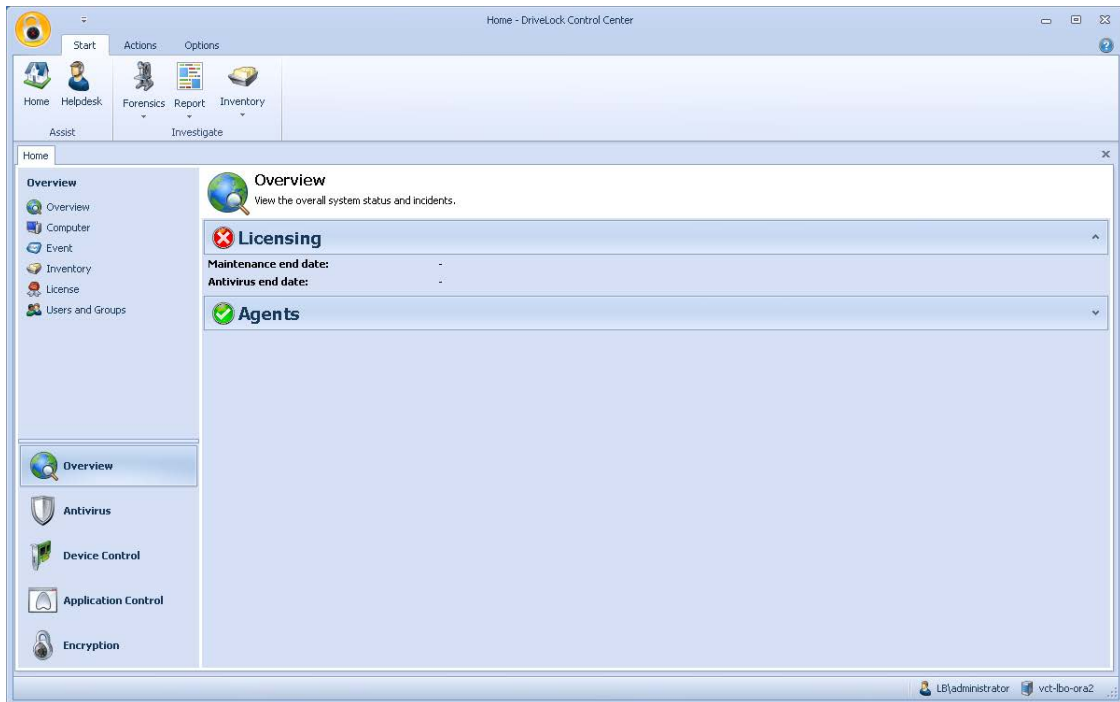 Home - DriveLock Control Center
Start Actions Options
Home Helpdesk Forensics Report Inventory
Assist Investigate
Home
Overview
Overview
Computer
Event
Inventory
License
Users and Groups
Overview
Antivirus
Device Control
Application Control
Encryption
Overview
View the overall system status and incidents.
Licensing
Maintenance end date: -
Antivirus end date: -
Agents
LB\administrator vct-lbo-ora2